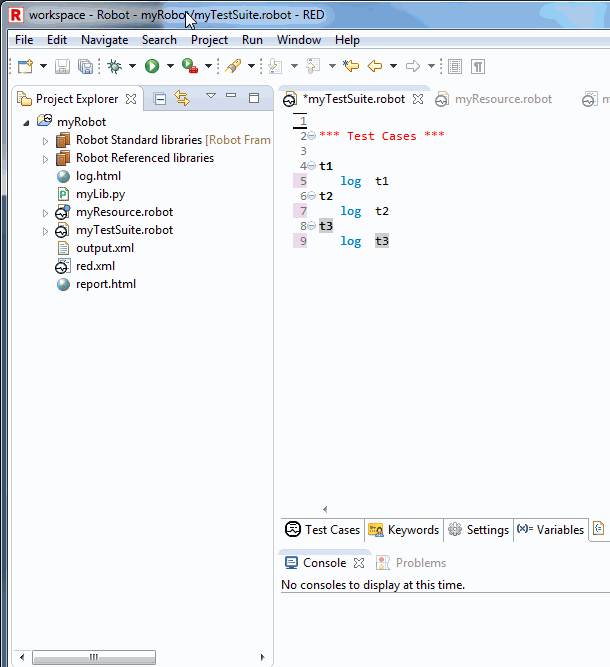 workspace - Robot - myRobot/myTestSuite.robot - RED
File Edit Navigate Search Project Run Window Help
Project Explorer
*myTestSuite.robot myResource.robot m
myRobot
Robot Standard libraries [Robot Fram
Robot Referenced libraries
log.html
myLib.py
myResource.robot
myTestSuite.robot
output.xml
red.xml
report.html
1
2 *** Test Cases ***
3
4 t1
5 log t1
6 t2
7 log t2
8 t3
9 log t3
Test Cases Keywords Settings Variables
Console Problems
No consoles to display at this time.